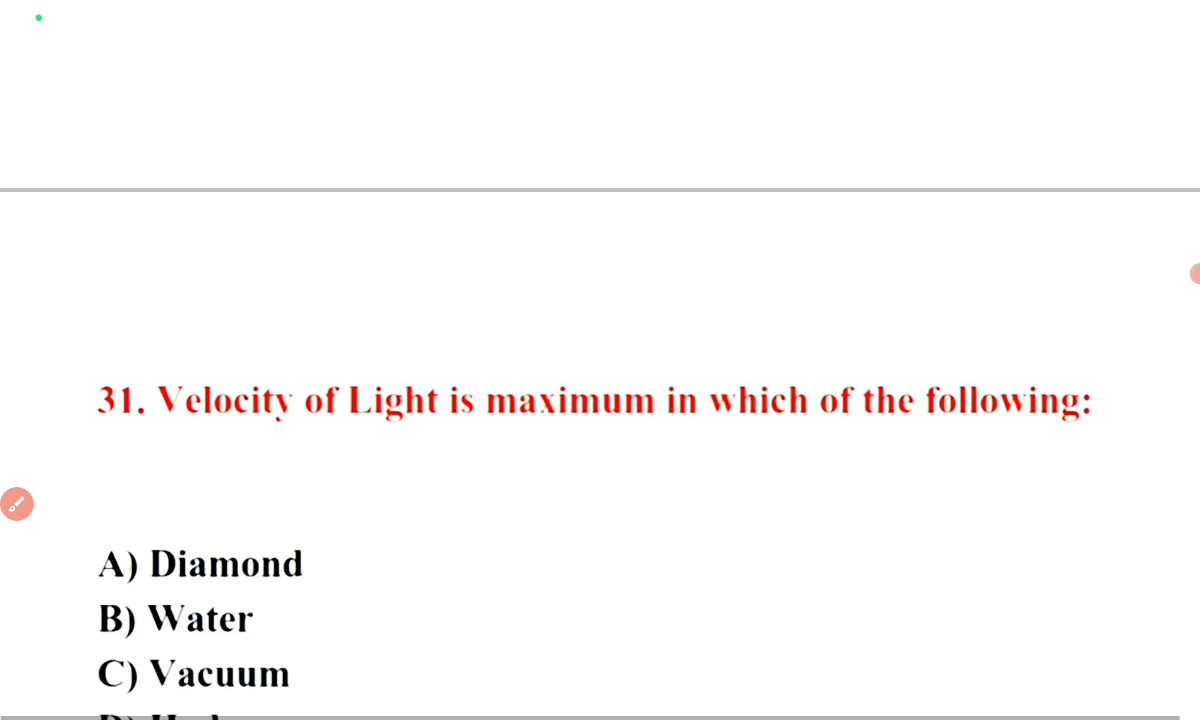 31. Velocity of Light is maximum in which of the following:
A) Diamond
B) Water
C) Vacuum